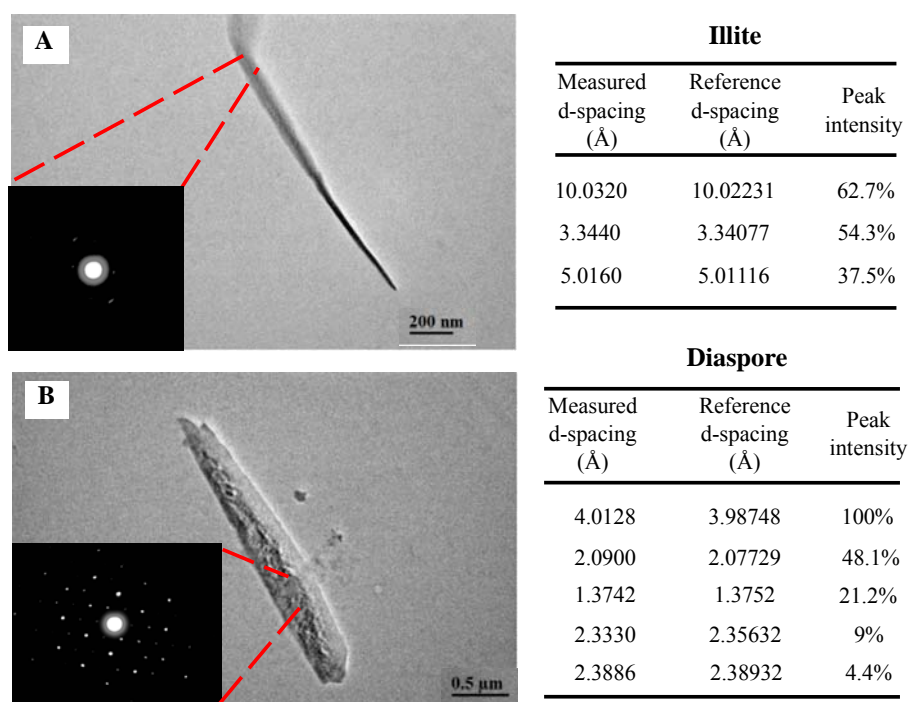 A
200 nm
Illite
Measured d-spacing (Å) Reference d-spacing (Å) Peak intensity
10.0320 10.02231 62.7%
3.3440 3.34077 54.3%
5.0160 5.01116 37.5%
B
0.5 µm
Diaspore
Measured d-spacing (Å) Reference d-spacing (Å) Peak intensity
4.0128 3.98748 100%
2.0900 2.07729 48.1%
1.3742 1.3752 21.2%
2.3330 2.35632 9%
2.3886 2.38932 4.4%